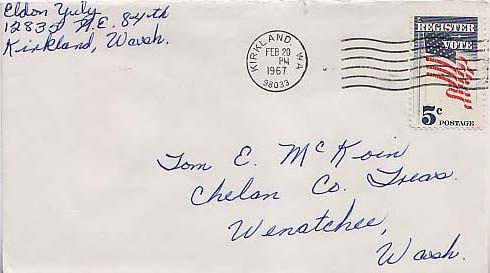 Eldon Yuly
12835 N.E. 84th
Kirkland, Wash.
KIRKLAND, WA
FEB 20
PM
1967
98033
REGISTER
VOTE
5c POSTAGE
Tom E. McKoin
Chelan Co. Treas.
Wenatchee,
Wash.